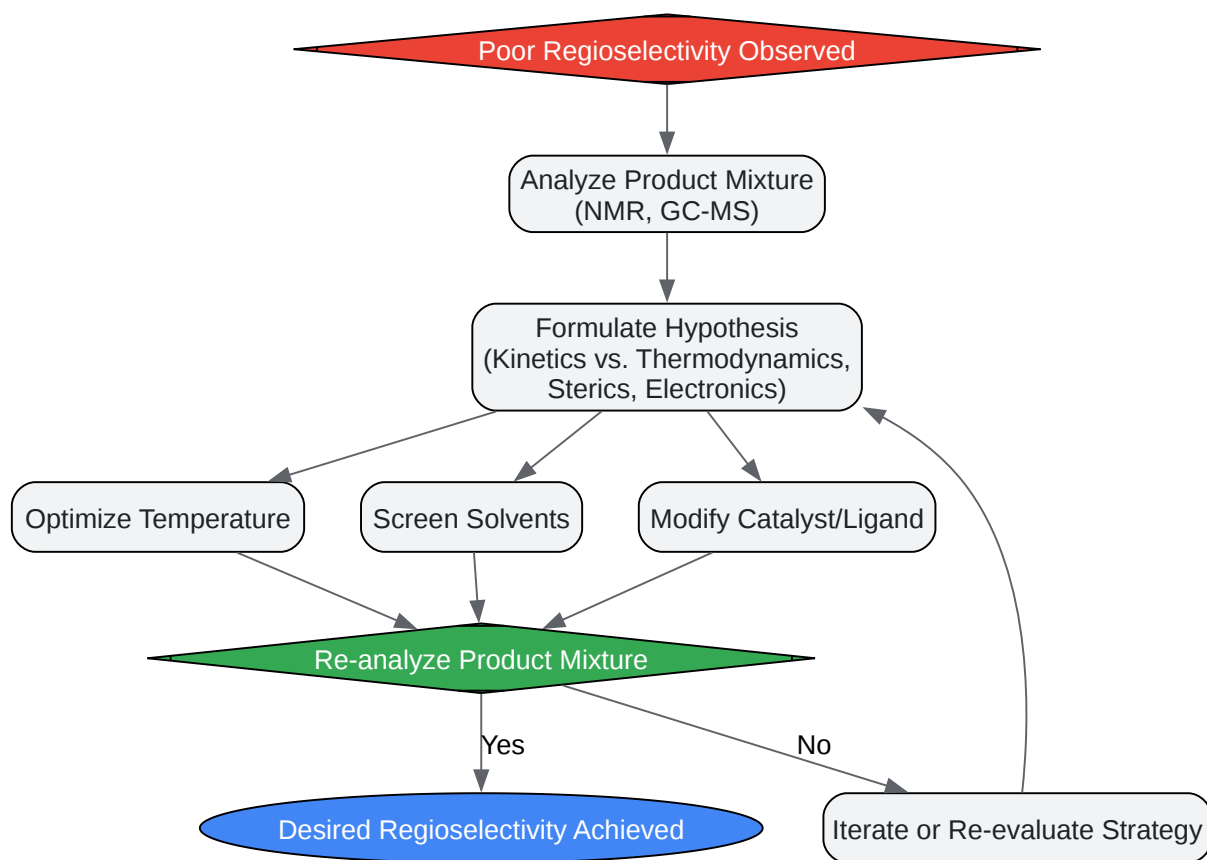 Poor Regioselectivity Observed
Analyze Product Mixture
(NMR, GC-MS)
Formulate Hypothesis
(Kinetics vs. Thermodynamics,
Sterics, Electronics)
Optimize Temperature
Screen Solvents
Modify Catalyst/Ligand
Re-analyze Product Mixture
Yes
No
Desired Regioselectivity Achieved
Iterate or Re-evaluate Strategy